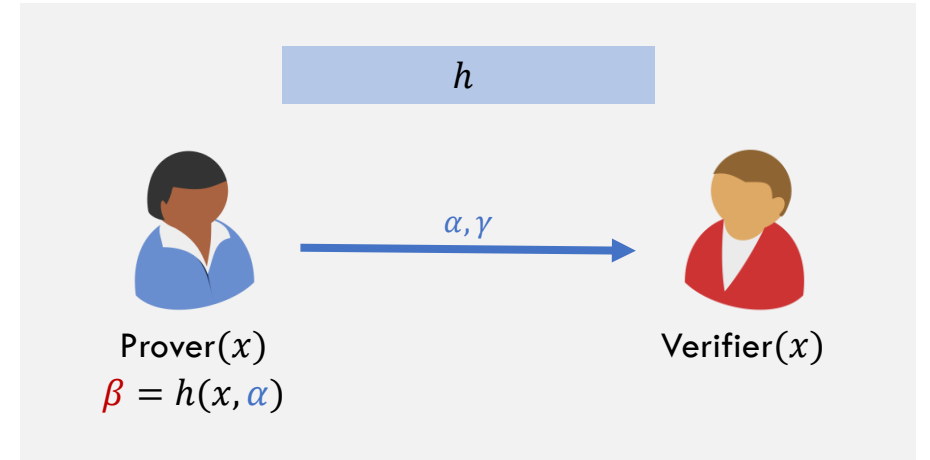 h
α, γ
Prover(x)
Verifier(x)
β = h(x, α)